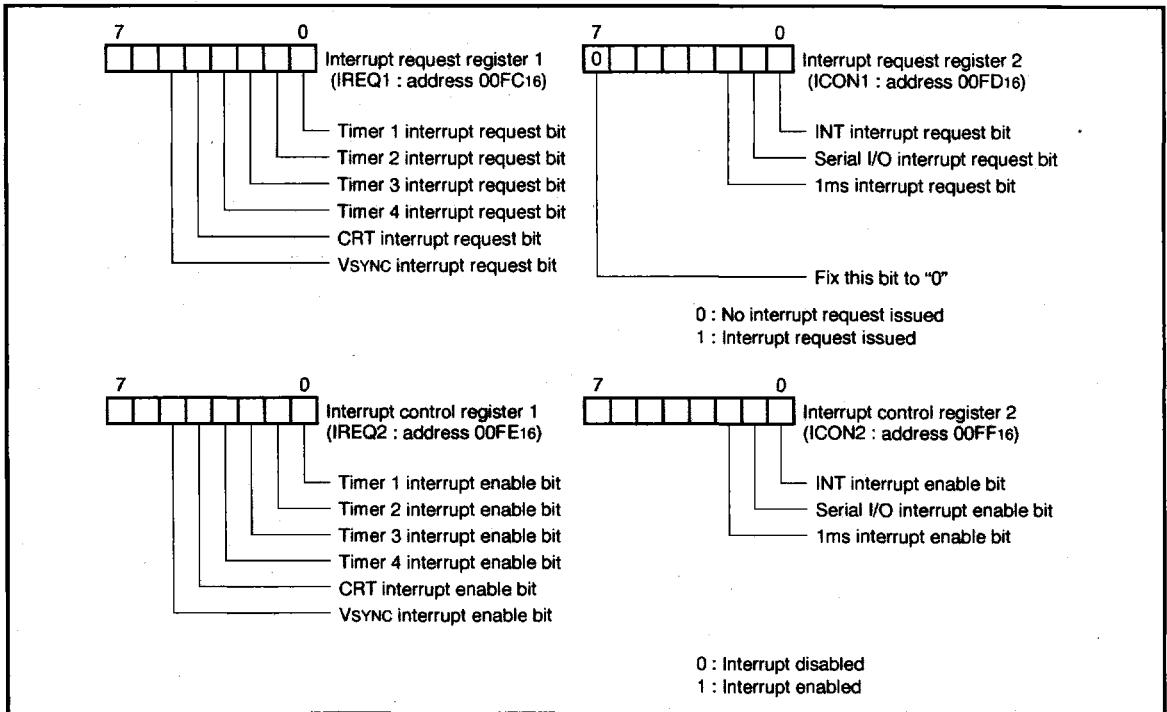 7 0
Interrupt request register 1
(IREQ1 : address 00FC16)
Timer 1 interrupt request bit
Timer 2 interrupt request bit
Timer 3 interrupt request bit
Timer 4 interrupt request bit
CRT interrupt request bit
VSYNC interrupt request bit
7 0
0
Interrupt request register 2
(ICON1 : address 00FD16)
INT interrupt request bit
Serial I/O interrupt request bit
1ms interrupt request bit
Fix this bit to "0"
0 : No interrupt request issued
1 : Interrupt request issued
7 0
Interrupt control register 1
(IREQ2 : address 00FE16)
Timer 1 interrupt enable bit
Timer 2 interrupt enable bit
Timer 3 interrupt enable bit
Timer 4 interrupt enable bit
CRT interrupt enable bit
VSYNC interrupt enable bit
7 0
Interrupt control register 2
(ICON2 : address 00FF16)
INT interrupt enable bit
Serial I/O interrupt enable bit
1ms interrupt enable bit
0 : Interrupt disabled
1 : Interrupt enabled